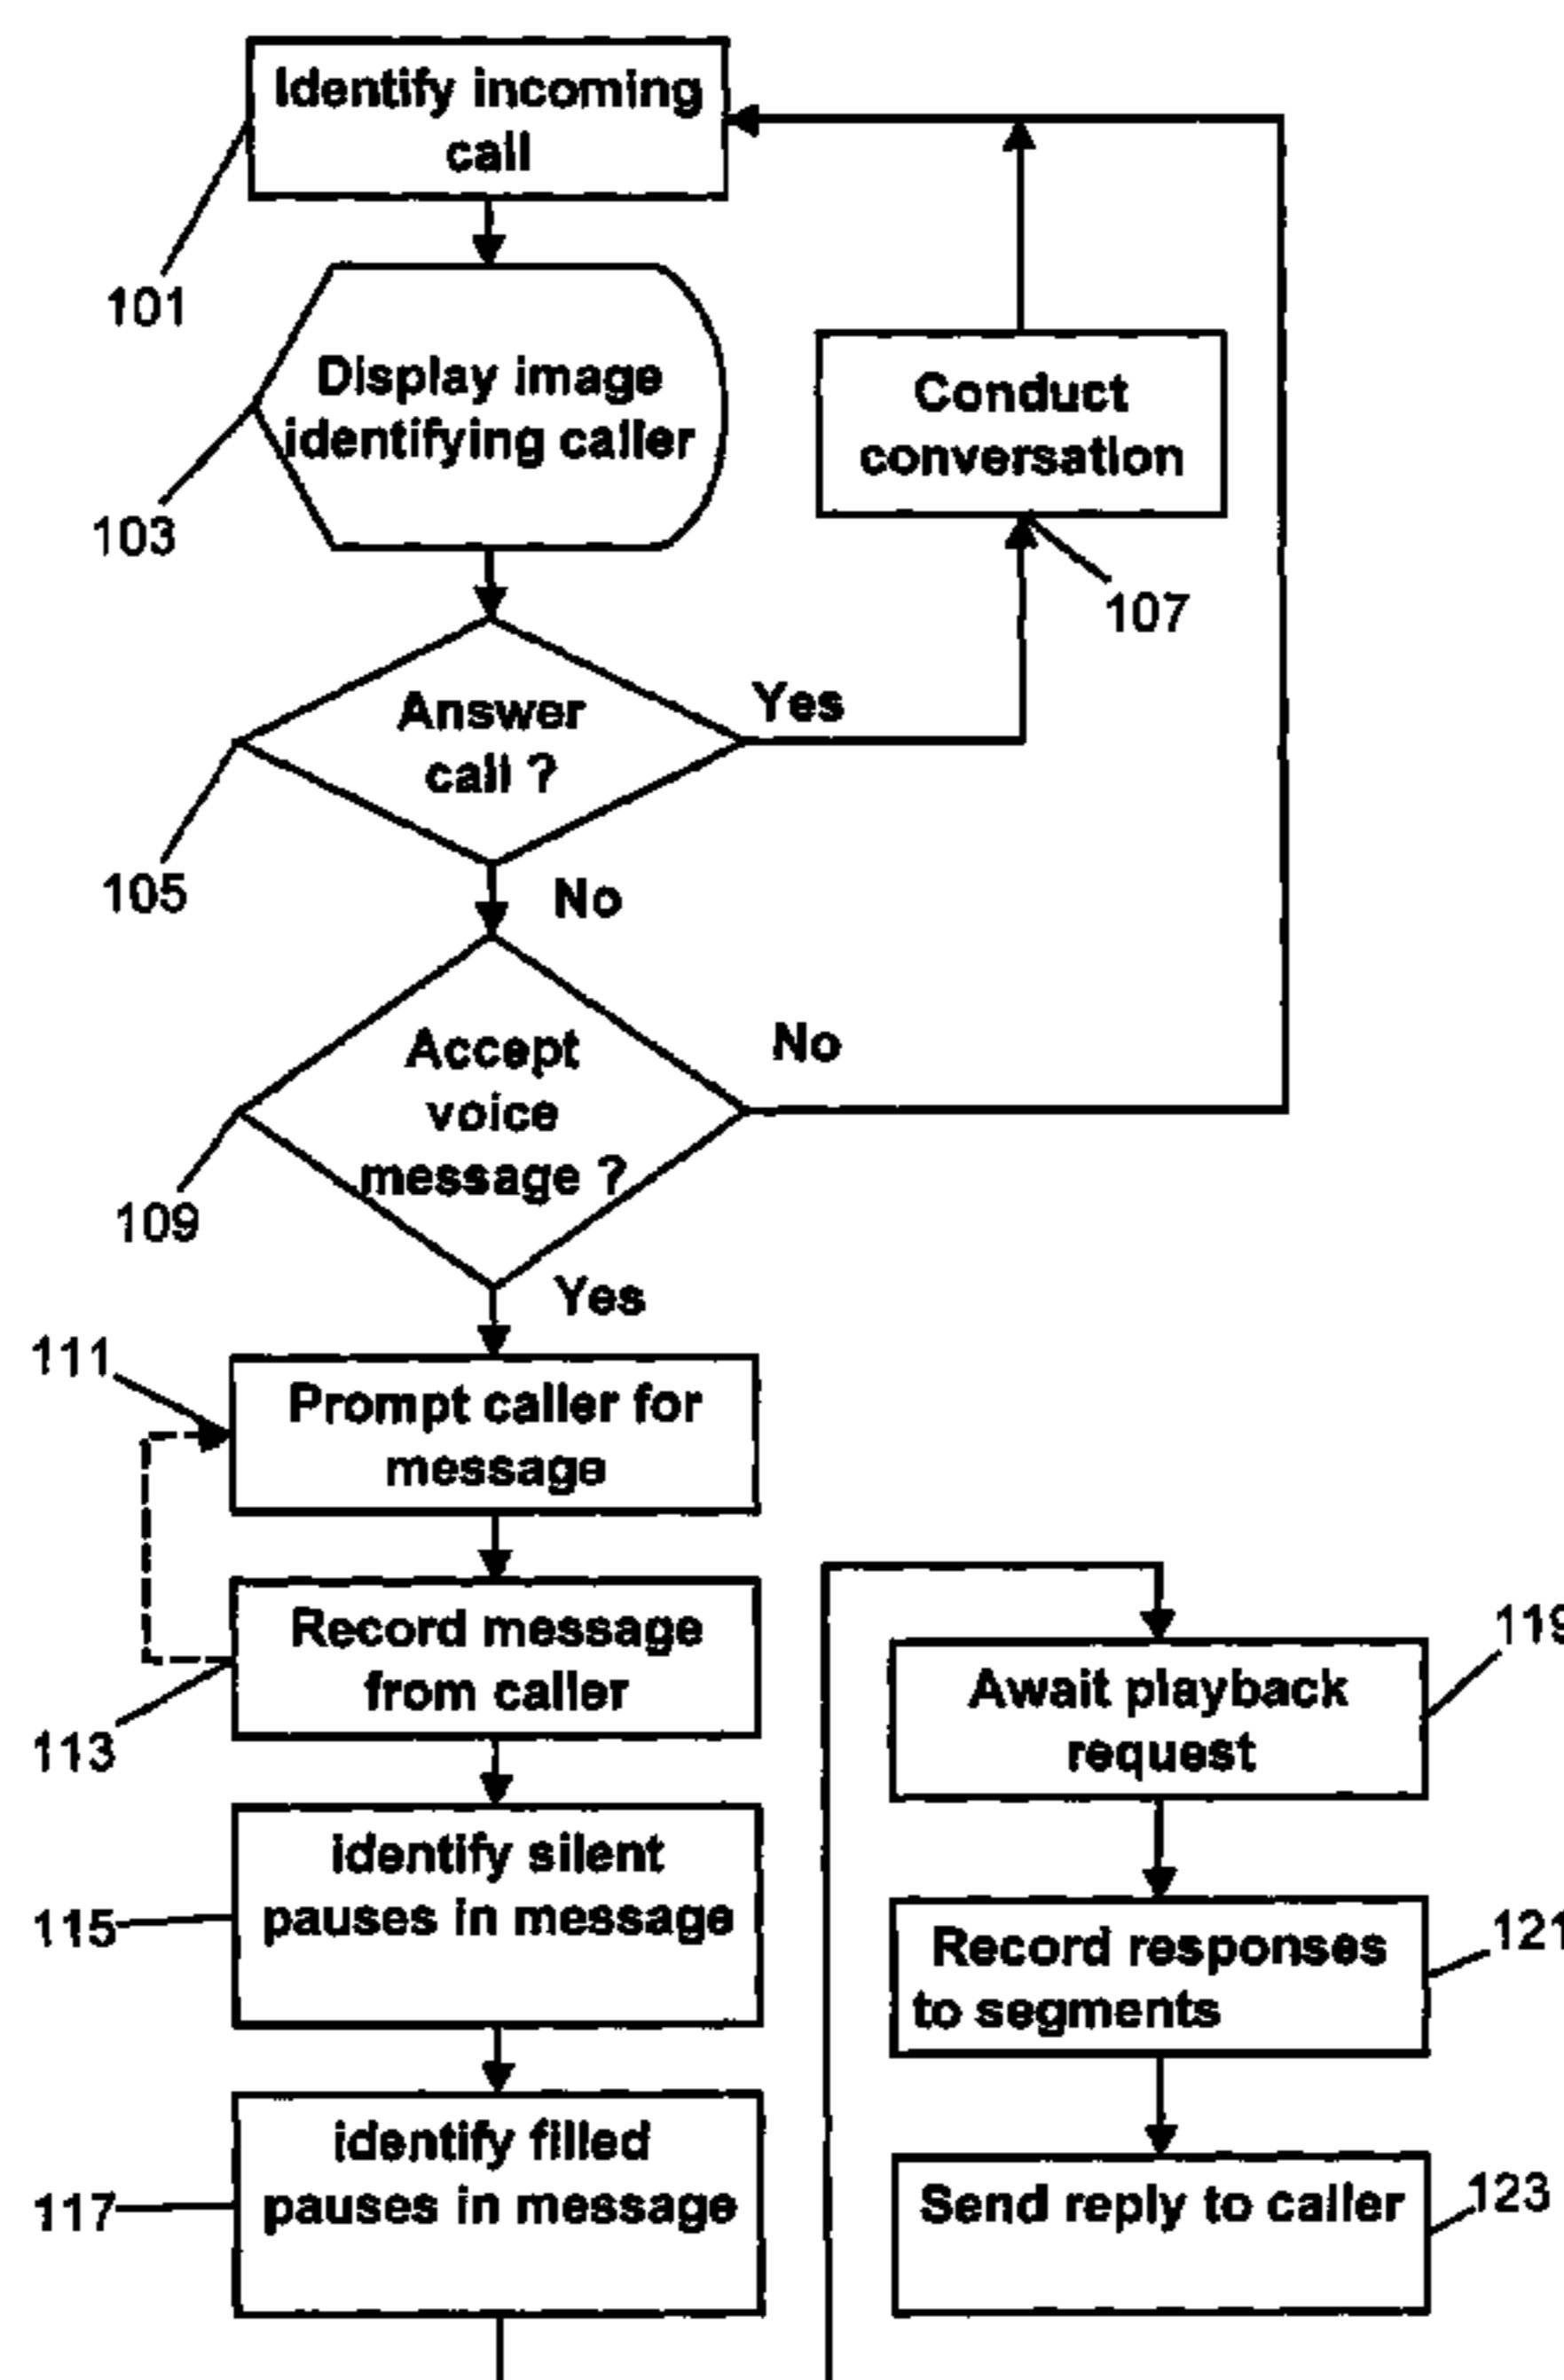 Identify incoming
call
101
Display image
identifying caller
103
Conduct
conversation
107
Answer
call ?
Yes
105
No
Accept
voice
message ?
No
109
Yes
111
Prompt caller for
message
Record message
from caller
113
identify silent
pauses in message
115
identify filled
pauses in message
117
Await playback
request
119
Record responses
to segments
121
Send reply to caller
123